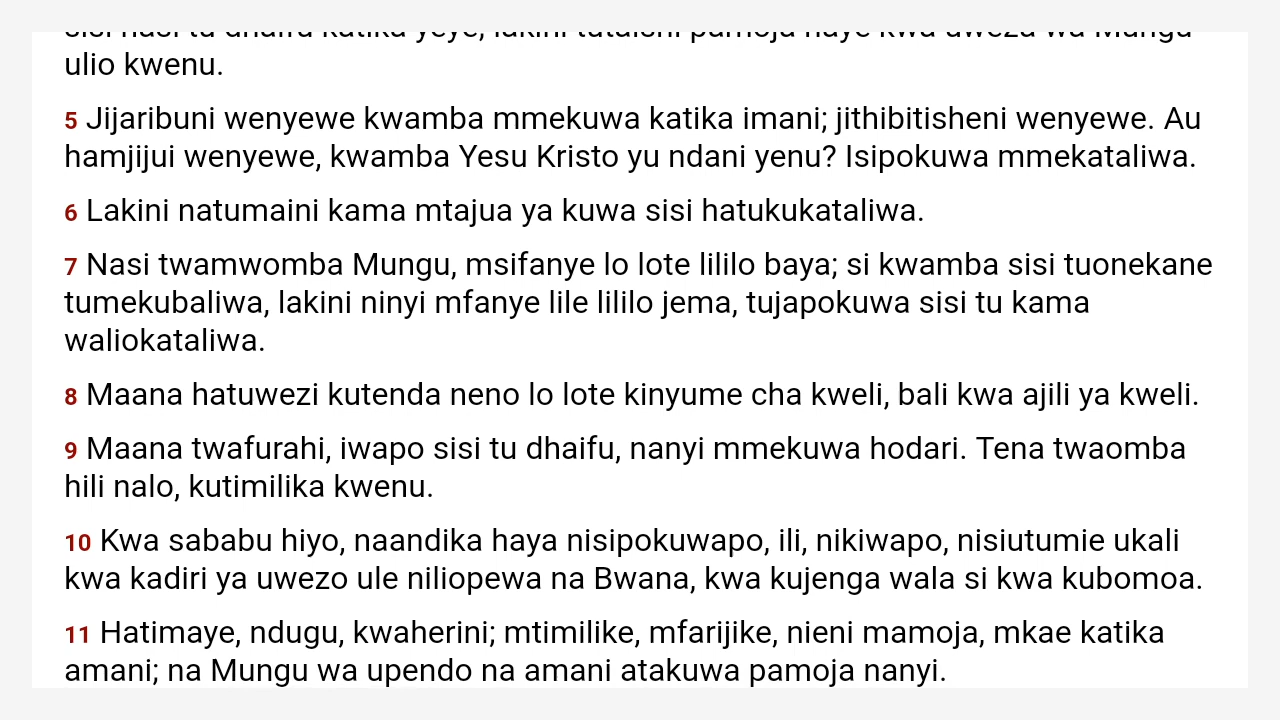 ulio kwenu.
5 Jijaribuni wenyewe kwamba mmekuwa katika imani; jithibitisheni wenyewe. Au
hamjijui wenyewe, kwamba Yesu Kristo yu ndani yenu? Isipokuwa mmekataliwa.
6 Lakini natumaini kama mtajua ya kuwa sisi hatukukataliwa.
7 Nasi twamwomba Mungu, msifanye lo lote lililo baya; si kwamba sisi tuonekane
tumekubaliwa, lakini ninyi mfanye lile lililo jema, tujapokuwa sisi tu kama
waliokataliwa.
8 Maana hatuwezi kutenda neno lo lote kinyume cha kweli, bali kwa ajili ya kweli.
9 Maana twafurahi, iwapo sisi tu dhaifu, nanyi mmekuwa hodari. Tena twaomba
hili nalo, kutimilika kwenu.
10 Kwa sababu hiyo, naandika haya nisipokuwapo, ili, nikiwapo, nisiutumie ukali
kwa kadiri ya uwezo ule niliopewa na Bwana, kwa kujenga wala si kwa kubomoa.
11 Hatimaye, ndugu, kwaherini; mtimilike, mfarijike, nieni mamoja, mkae katika
amani; na Mungu wa upendo na amani atakuwa pamoja nanyi.